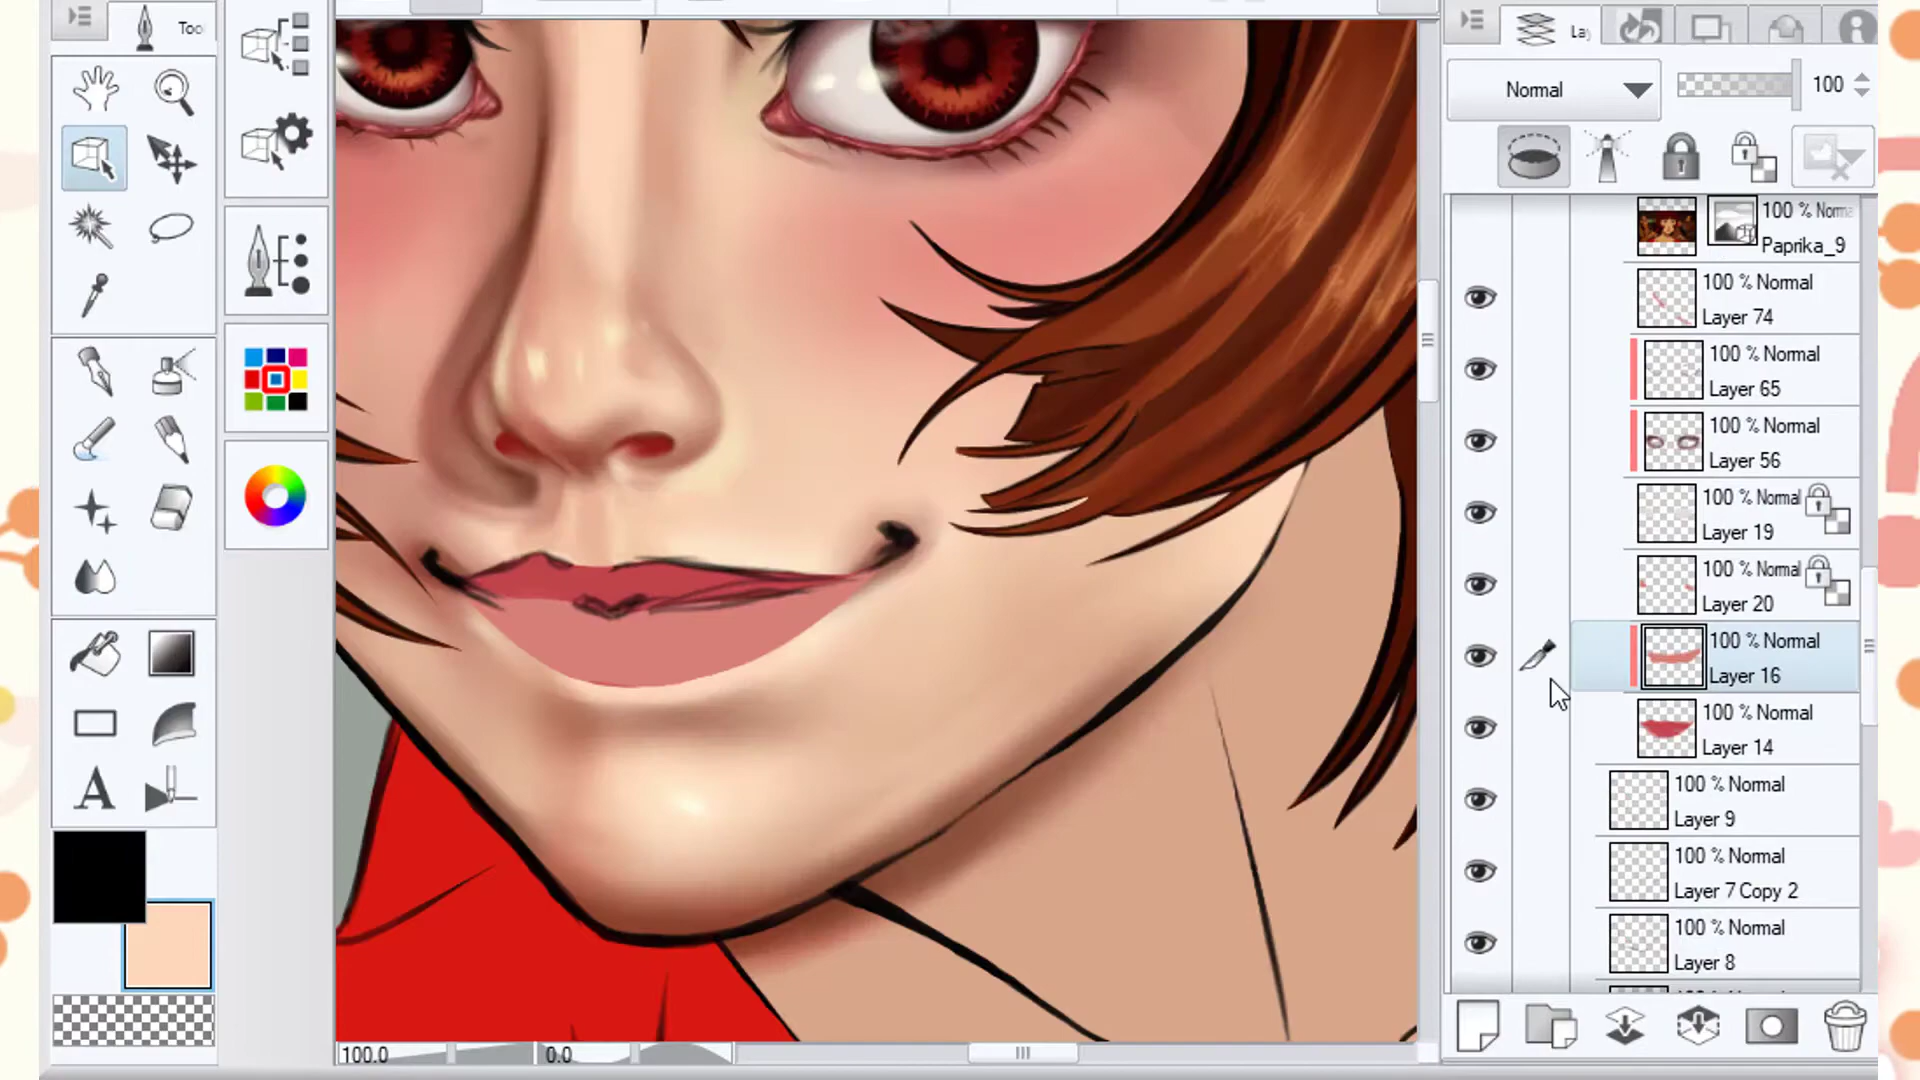 Too
La
Normal
100
100 % Norma
Paprika_9
100 % Normal
Layer 74
100 % Normal
Layer 65
100 % Normal
Layer 56
100 % Normal
Layer 19
100 % Normal
Layer 20
100 % Normal
Layer 16
100 % Normal
Layer 14
100 % Normal
Layer 9
100 % Normal
Layer 7 Copy 2
100 % Normal
Layer 8
100.0
0.0